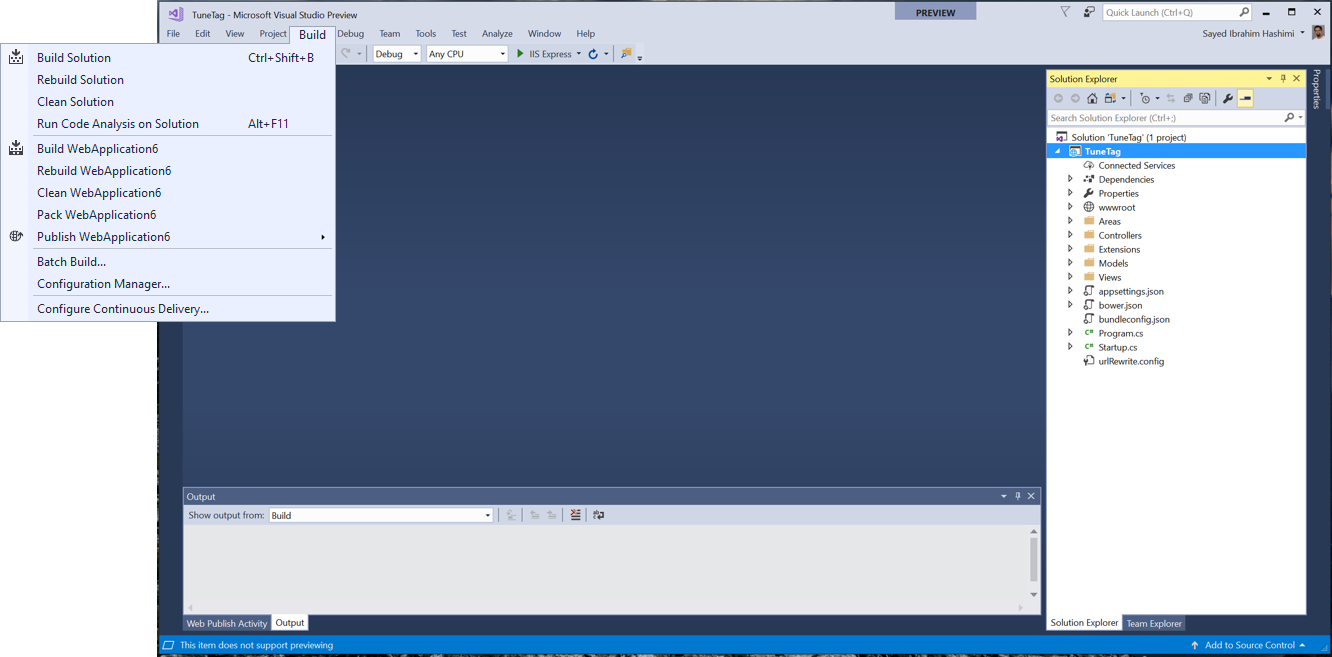 TuneTag - Microsoft Visual Studio Preview
PREVIEW
Quick Launch (Ctrl+Q)
File Edit View Project Build Debug Team Tools Test Analyze Window Help
Sayed Ibrahim Hashimi
Debug Any CPU IIS Express
Build Solution Ctrl+Shift+B
Rebuild Solution
Clean Solution
Run Code Analysis on Solution Alt+F11
Build WebApplication6
Rebuild WebApplication6
Clean WebApplication6
Pack WebApplication6
Publish WebApplication6
Batch Build...
Configuration Manager...
Configure Continuous Delivery...
Solution Explorer
Search Solution Explorer (Ctrl+;)
Solution 'TuneTag' (1 project)
TuneTag
Connected Services
Dependencies
Properties
wwwroot
Areas
Controllers
Extensions
Models
Views
appsettings.json
bower.json
bundleconfig.json
C# Program.cs
C# Startup.cs
urlRewrite.config
Solution Explorer Team Explorer
Properties
Output
Show output from: Build
Web Publish Activity Output
This item does not support previewing
Add to Source Control